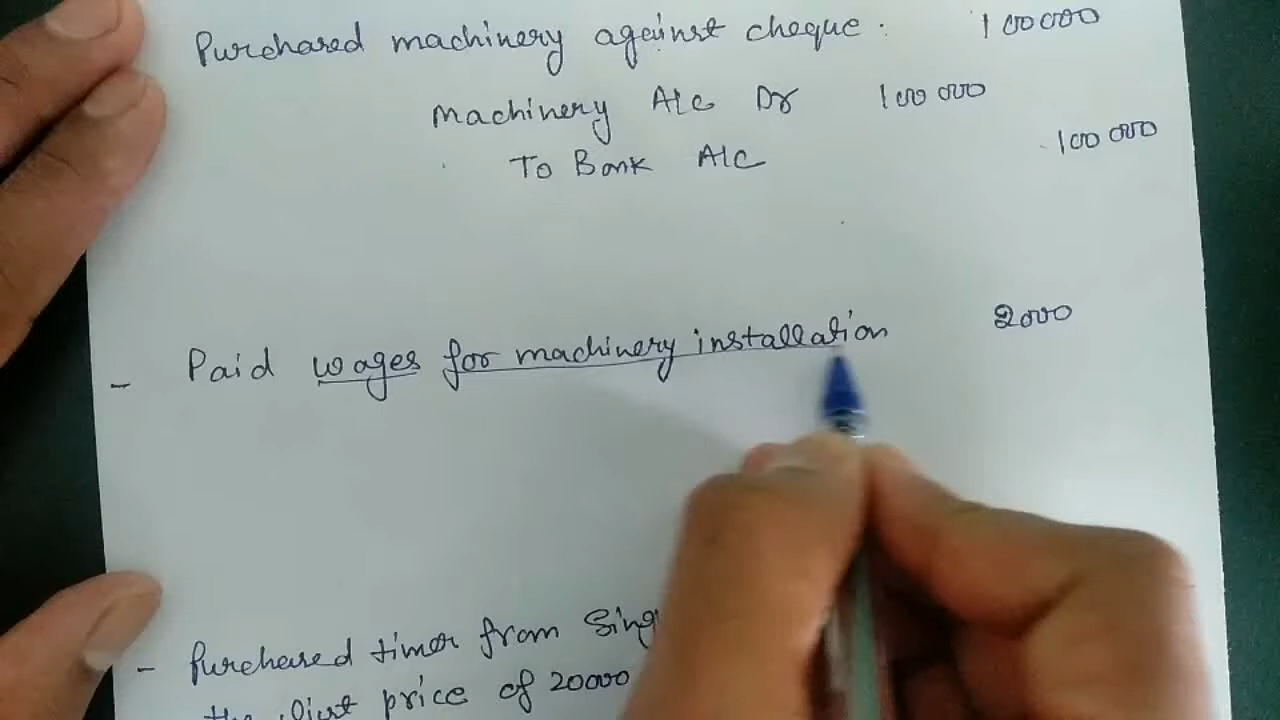 Purchased machinery against cheque. 100000
Machinery A/c Dr 100000
To Bank A/c 100000
- Paid wages for machinery installation 2000
- Purchased timer from
price of 20000